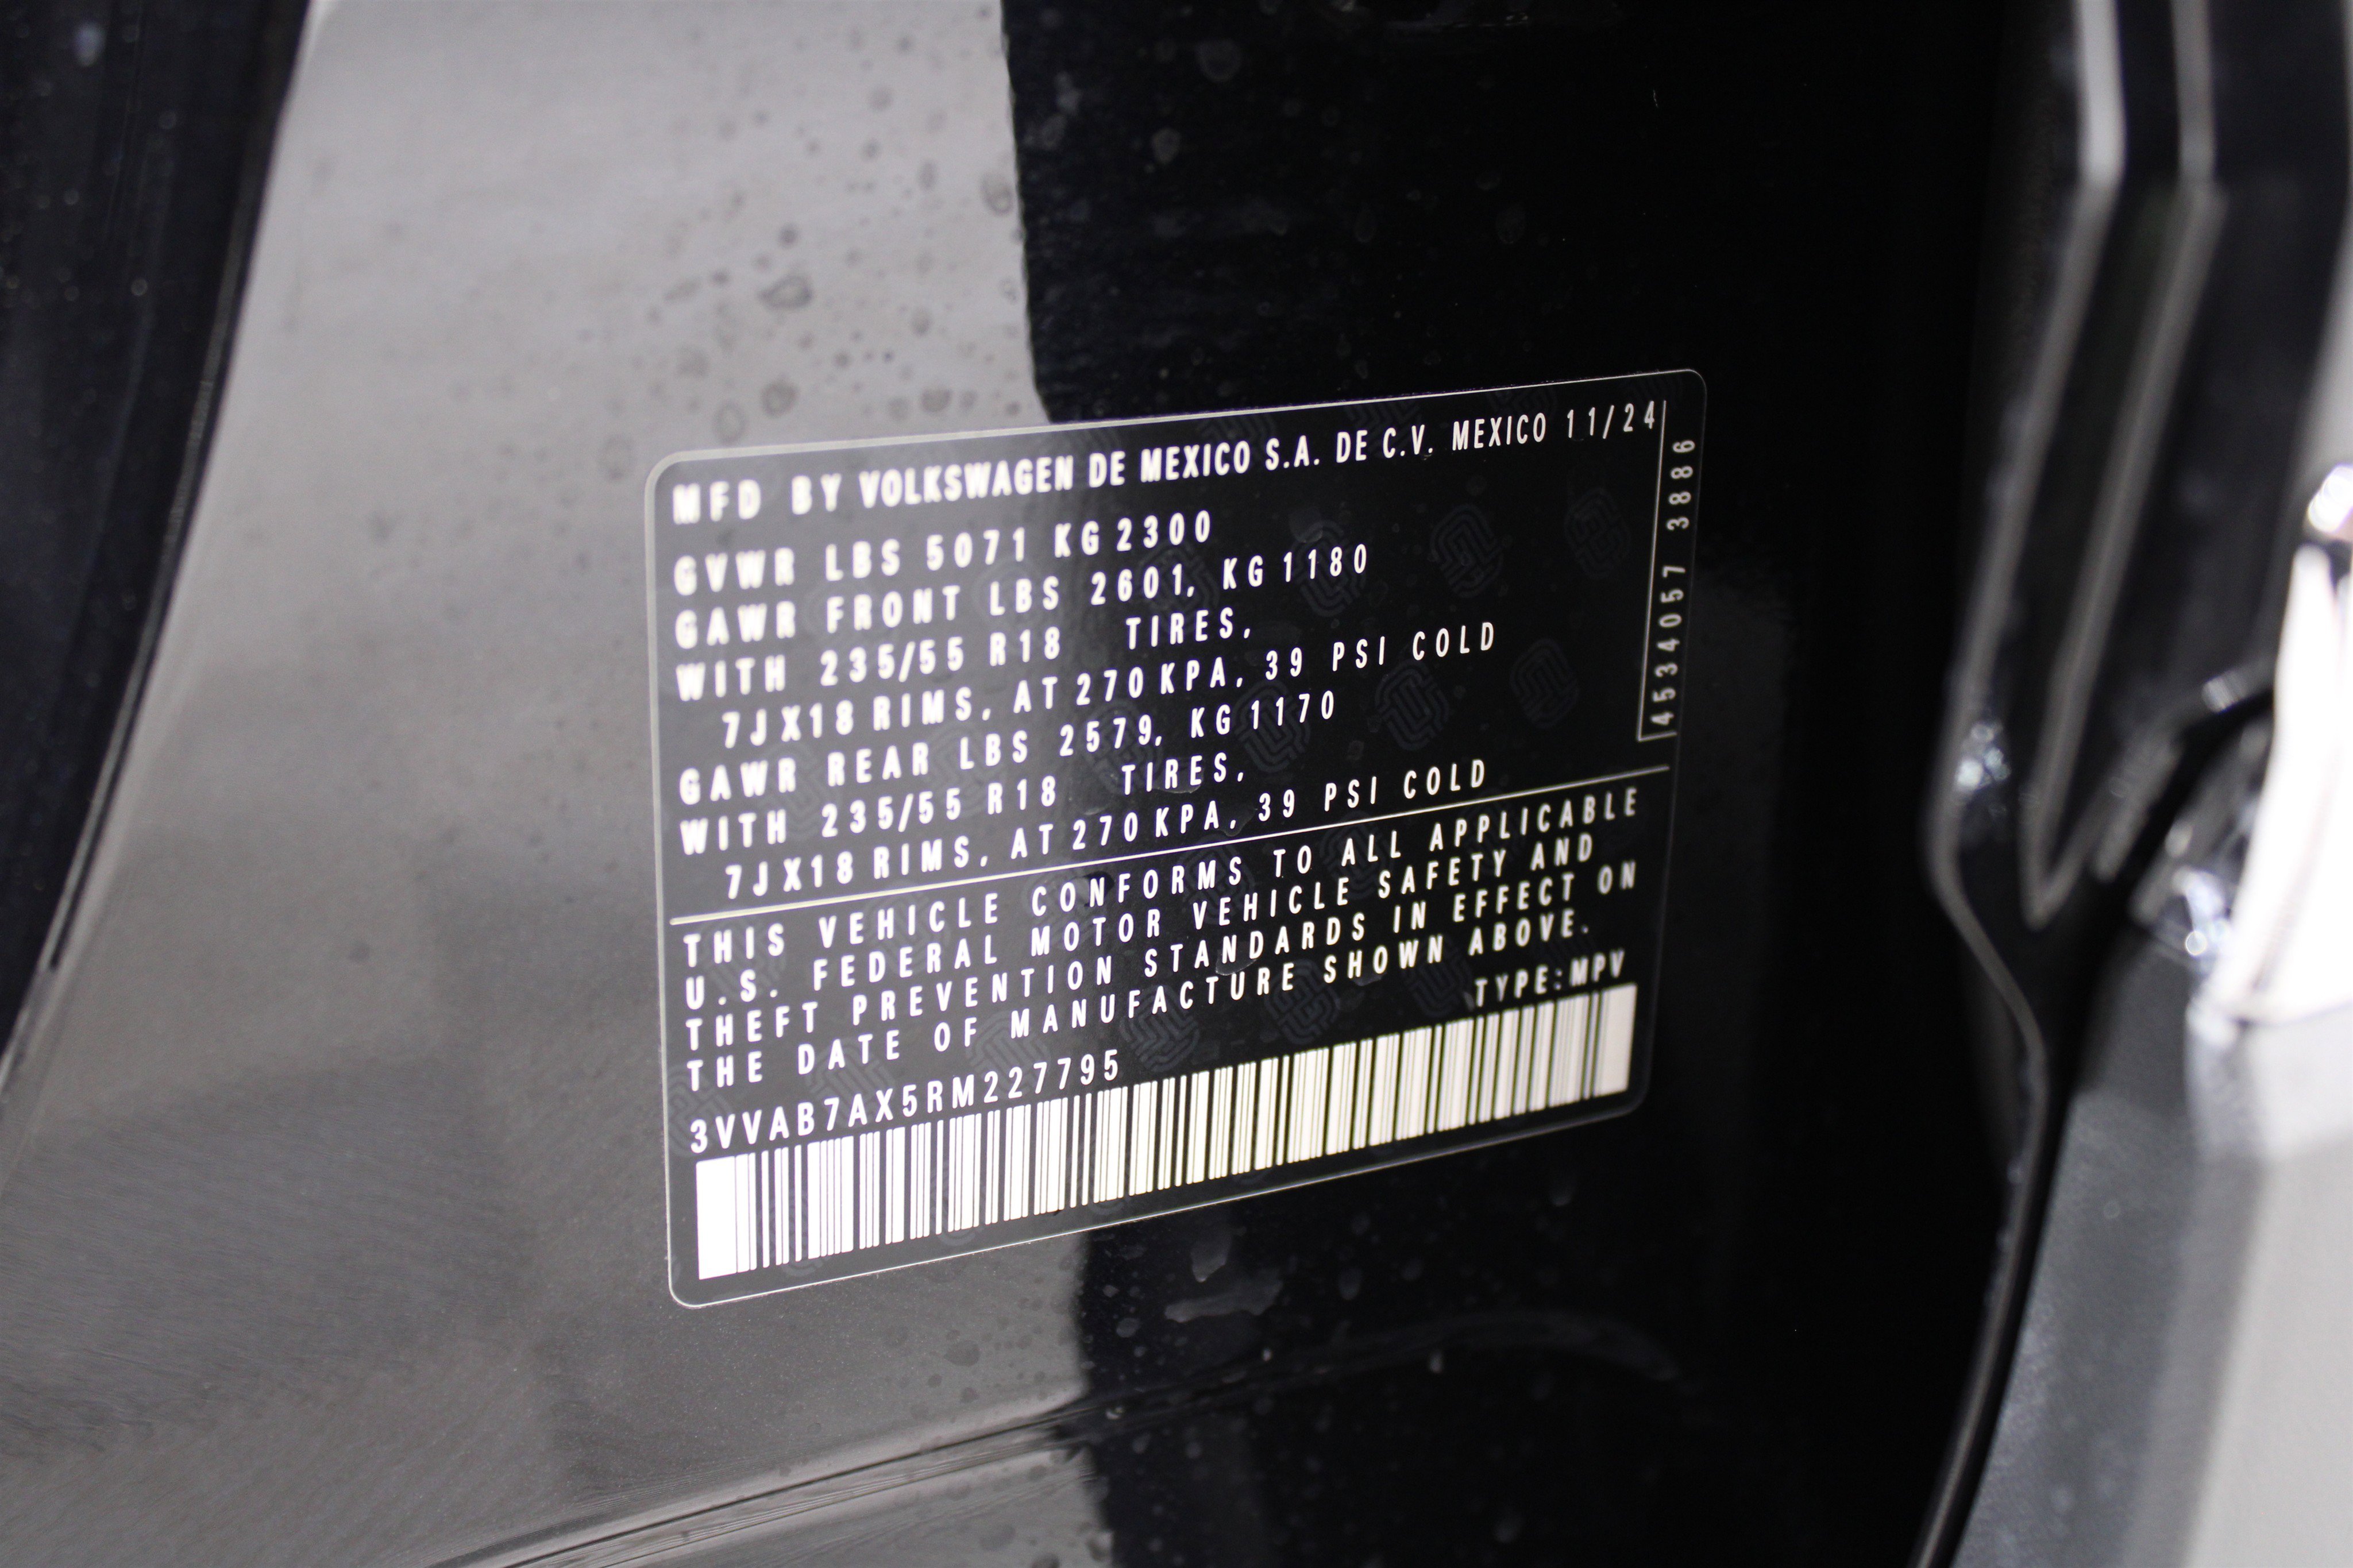 MFD BY VOLKSWAGEN DE MEXICO S.A. DE C.V. MEXICO 11/24
GVWR LBS 5071 KG 2300
GAWR FRONT LBS 2601, KG 1180
WITH 235/55 R18 TIRES,
7JX18 RIMS, AT 270 KPA, 39 PSI COLD
GAWR REAR LBS 2579, KG 1170
WITH 235/55 R18 TIRES,
7JX18 RIMS, AT 270 KPA, 39 PSI COLD
4534057 3886
THIS VEHICLE CONFORMS TO ALL APPLICABLE
U.S. FEDERAL MOTOR VEHICLE SAFETY AND
THEFT PREVENTION STANDARDS IN EFFECT ON
THE DATE OF MANUFACTURE SHOWN ABOVE.
3VVAB7AX5RM227795 TYPE:MPV